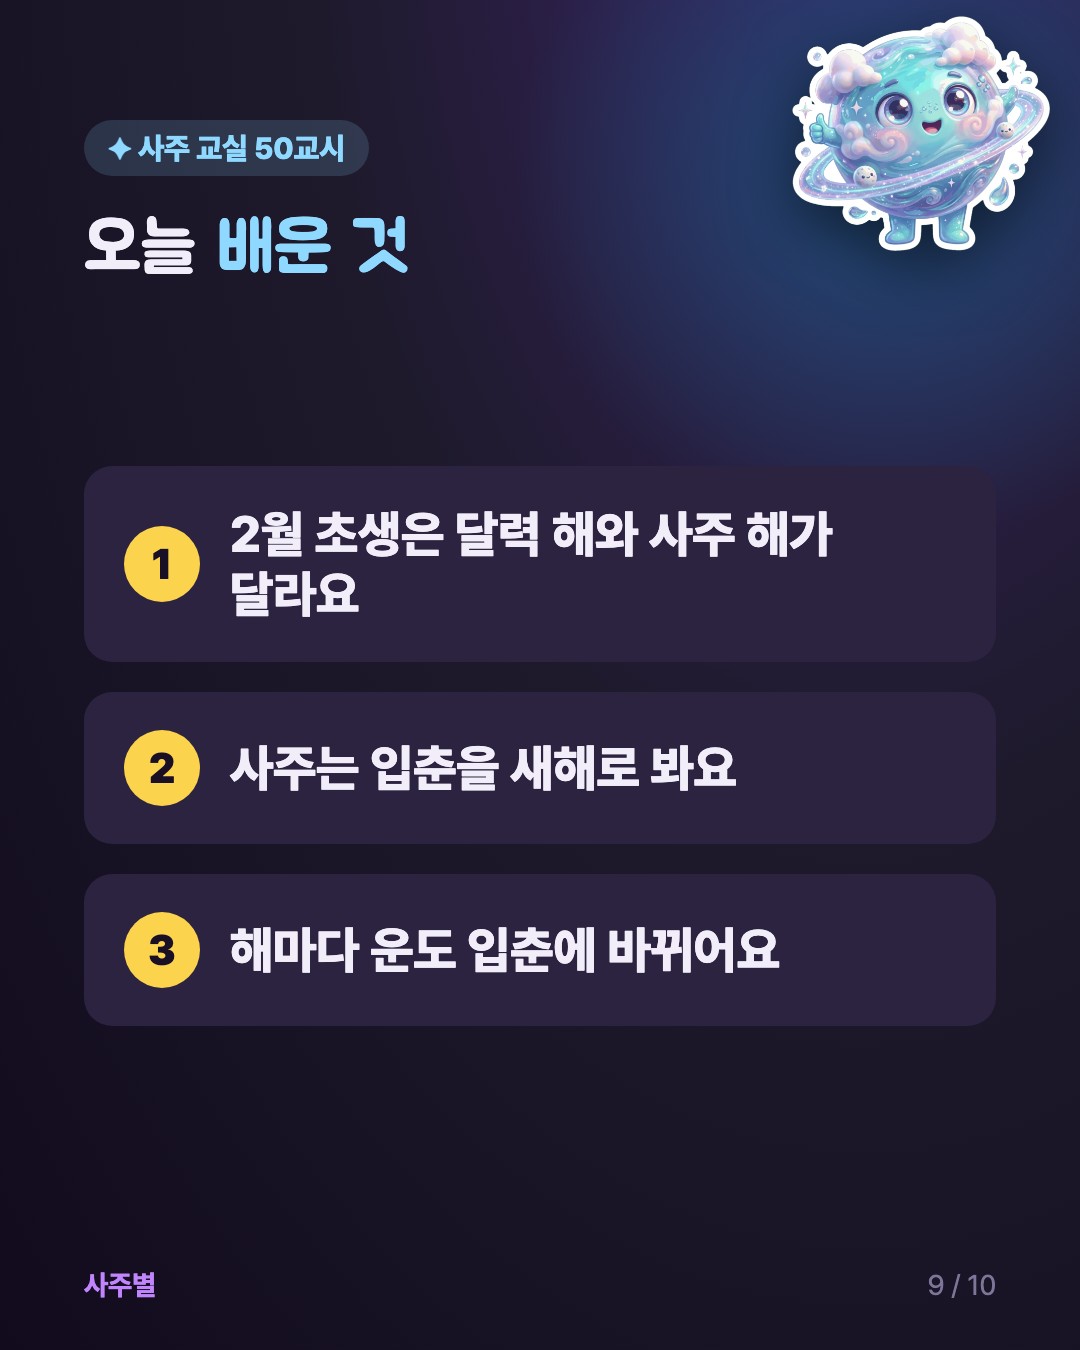 ✦ 사주 교실 50교시
오늘 배운 것
1
2월 초생은 달력 해와 사주 해가
달라요
2
사주는 입춘을 새해로 봐요
3
해마다 운도 입춘에 바뀌어요
사주별
9 / 10